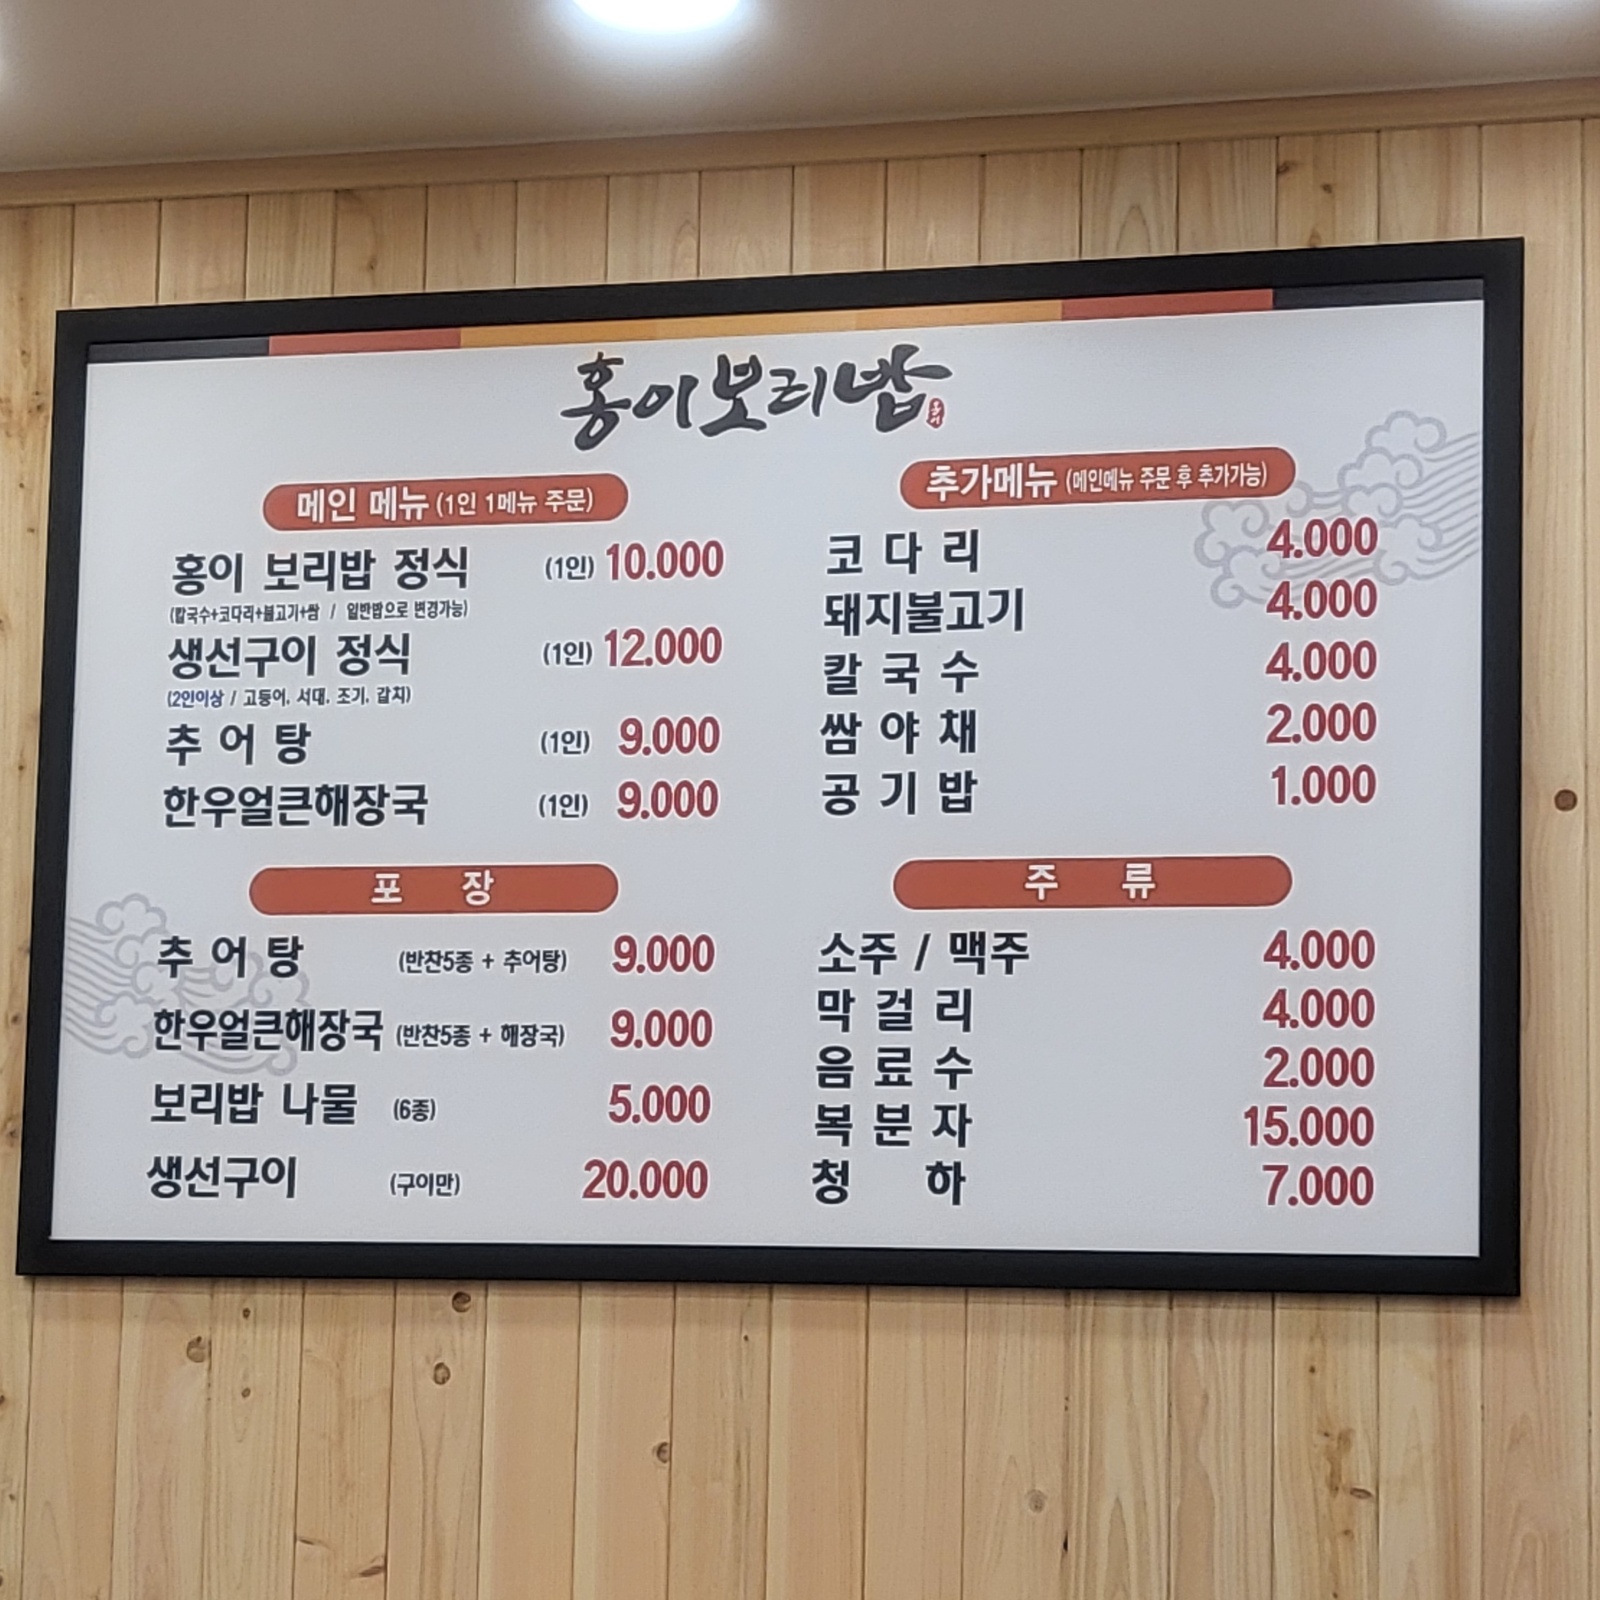 홍이보리밥
메인 메뉴 (1인 1메뉴 주문)
홍이 보리밥 정식 (1인) 10.000
(칼국수+코다리+불고기+쌈 / 일반밥으로 변경가능)
생선구이 정식 (1인) 12.000
(2인이상 / 고등어, 서대, 조기, 갈치)
추어탕 (1인) 9.000
한우얼큰해장국 (1인) 9.000
추가메뉴 (메인메뉴 주문 후 추가가능)
코다리 4.000
돼지불고기 4.000
칼국수 4.000
쌈야채 2.000
공기밥 1.000
포장
추어탕 (반찬5종 + 추어탕) 9.000
한우얼큰해장국 (반찬5종 + 해장국) 9.000
보리밥 나물 (6종) 5.000
생선구이 (구이만) 20.000
주류
소주 / 맥주 4.000
막걸리 4.000
음료수 2.000
복분자 15.000
청하 7.000